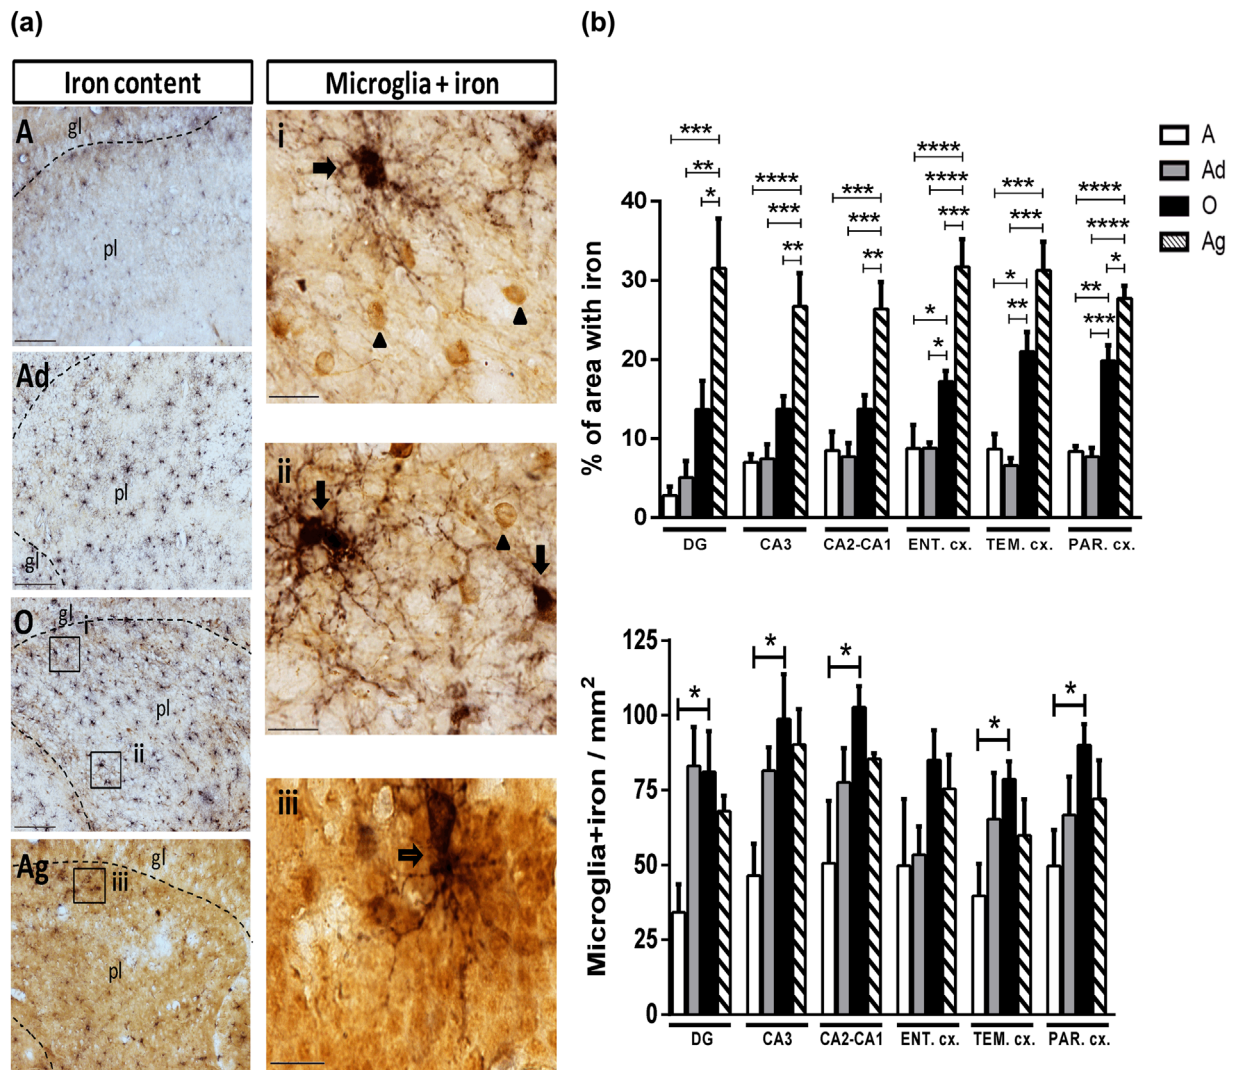 (a)
Iron content
Microglia + iron
A
gl
pl
Ad
pl
gl
O
gl
i
pl
ii
Ag
gl
iii
pl
i
ii
iii
(b)
A
Ad
O
Ag
% of area with iron
40
30
20
10
0
*** ** *
**** *** **
*** *** **
**** **** *** * *
*** *** * **
**** **** * ** ***
DG CA3 CA2-CA1 ENT. cx. TEM. cx. PAR. cx.
Microglia+iron / mm²
125
100
75
50
25
0
* * * * *
DG CA3 CA2-CA1 ENT. cx. TEM. cx. PAR. cx.